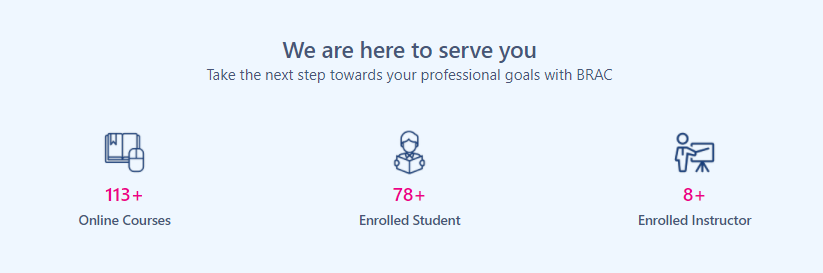 We are here to serve you
Take the next step towards your professional goals with BRAC
113+
Online Courses
78+
Enrolled Student
8+
Enrolled Instructor